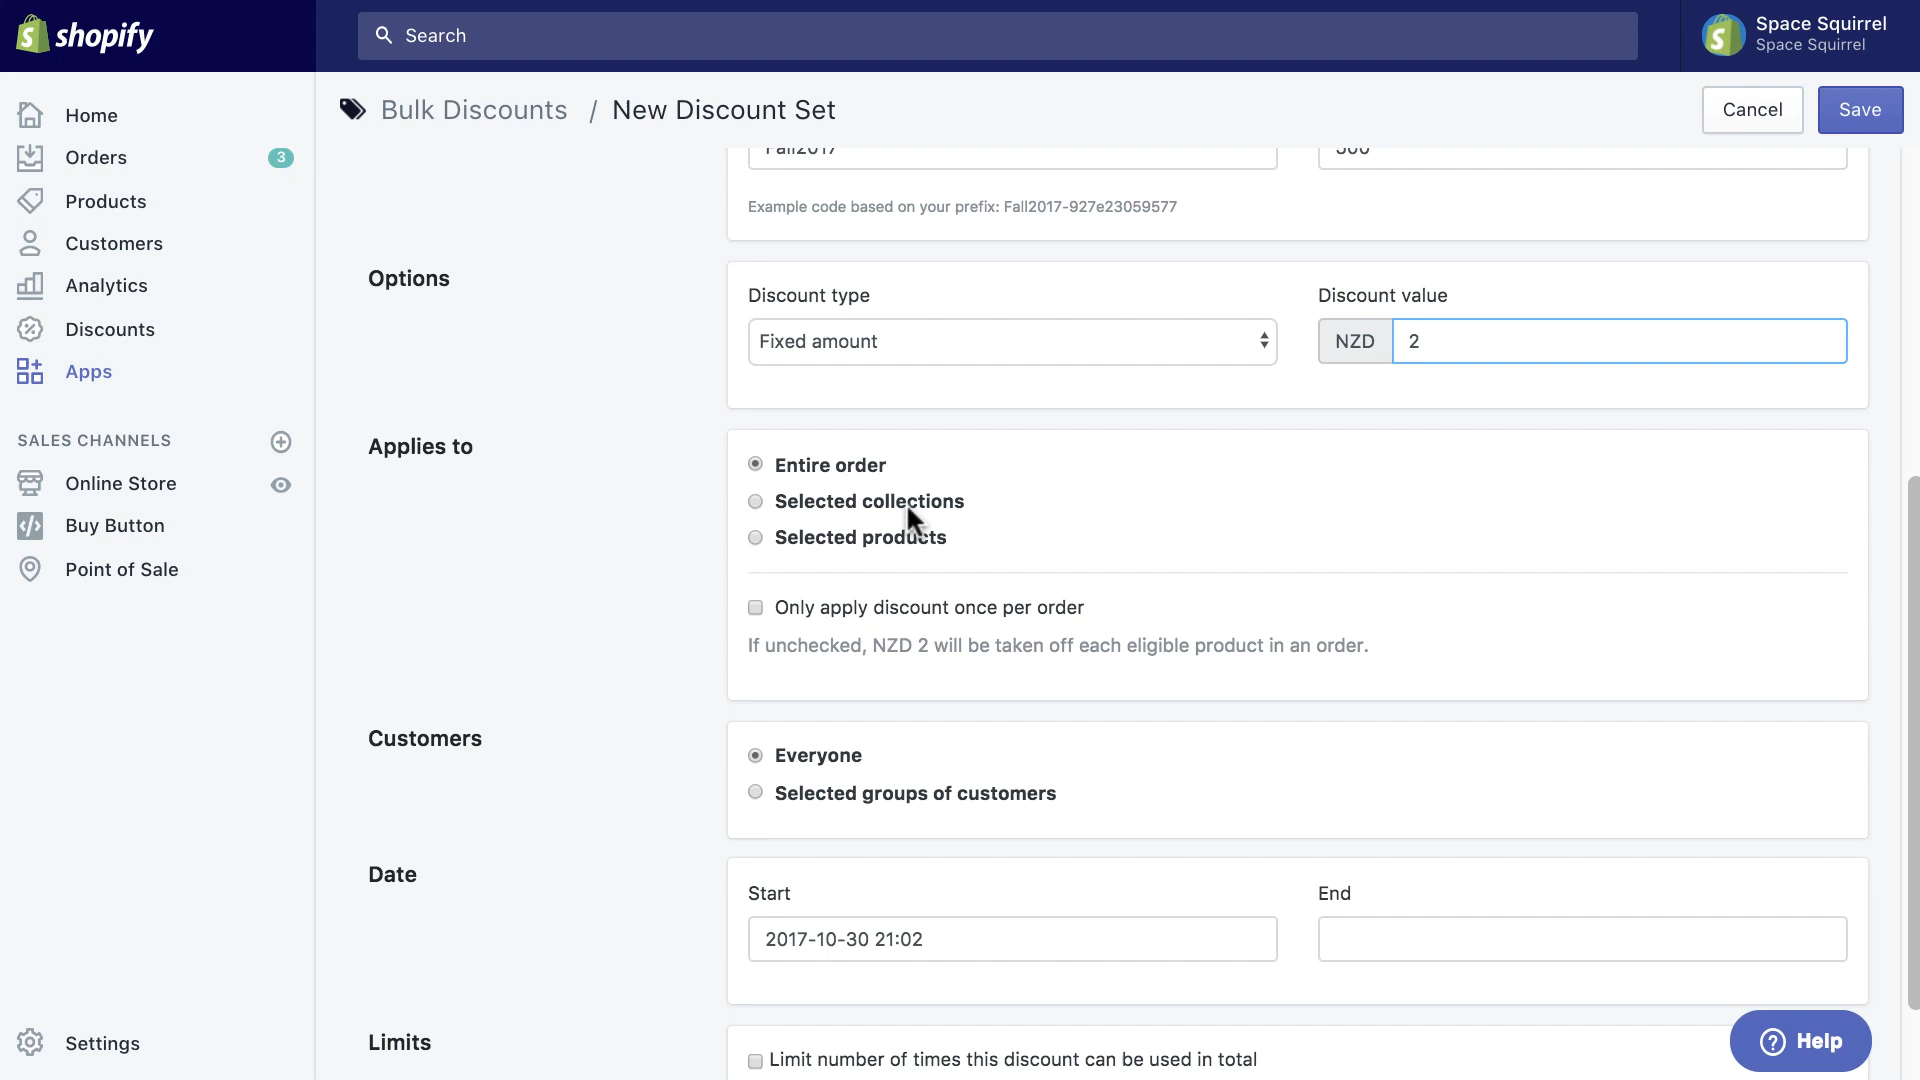 shopify
Search
Space Squirrel
Space Squirrel
Bulk Discounts / New Discount Set
Cancel
Save
Home
Orders
3
Products
Customers
Analytics
Discounts
Apps
SALES CHANNELS
Online Store
Buy Button
Point of Sale
Settings
Fall2017
500
Example code based on your prefix: Fall2017-927e23059577
Options
Discount type
Discount value
Fixed amount
NZD
2
Applies to
Entire order
Selected collections
Selected products
Only apply discount once per order
If unchecked, NZD 2 will be taken off each eligible product in an order.
Customers
Everyone
Selected groups of customers
Date
Start
End
2017-10-30 21:02
Limits
Limit number of times this discount can be used in total
Help